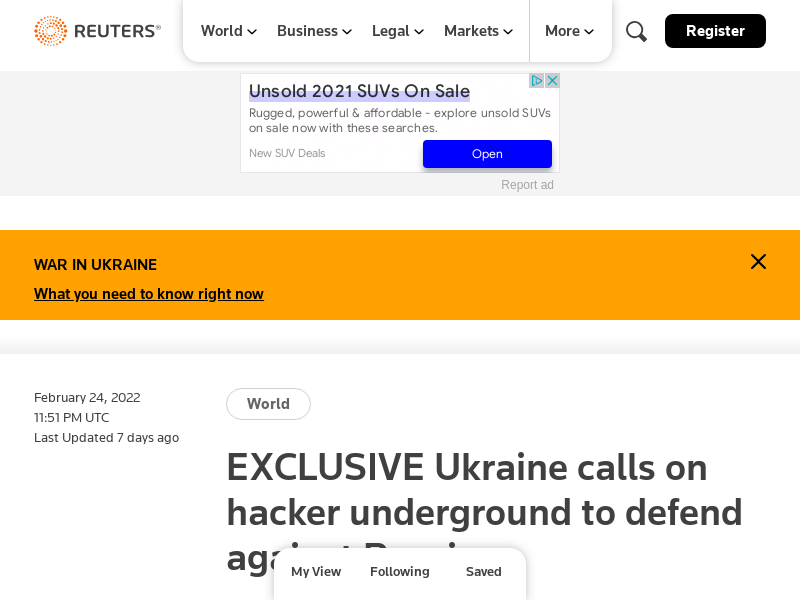 REUTERS®
World
Business
Legal
Markets
More
Register
Unsold 2021 SUVs On Sale
Rugged, powerful & affordable - explore unsold SUVs
on sale now with these searches.
New SUV Deals
Open
Report ad
WAR IN UKRAINE
What you need to know right now
February 24, 2022
11:51 PM UTC
Last Updated 7 days ago
World
EXCLUSIVE Ukraine calls on
hacker underground to defend
My View
Following
Saved